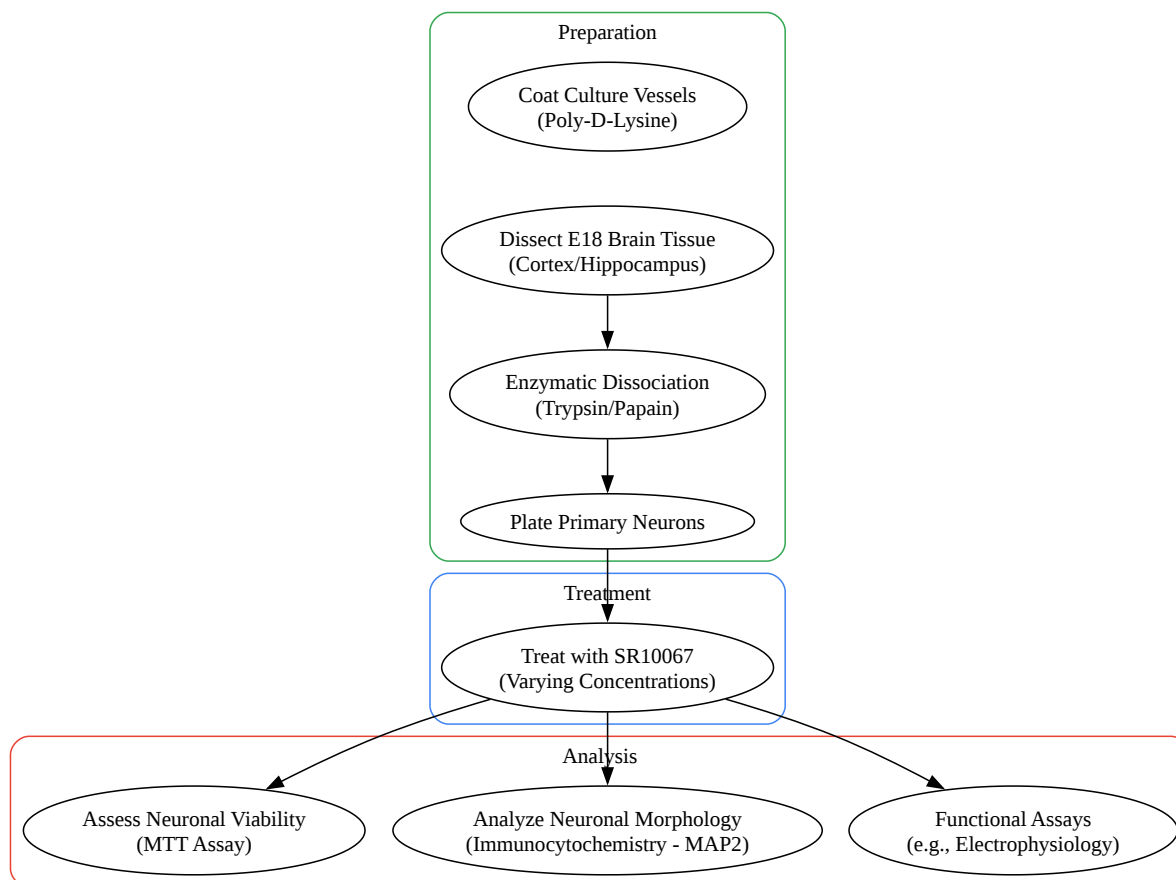 Preparation
Coat Culture Vessels
(Poly-D-Lysine)
Dissect E18 Brain Tissue
(Cortex/Hippocampus)
Enzymatic Dissociation
(Trypsin/Papain)
Plate Primary Neurons
Treatment
Treat with SR10067
(Varying Concentrations)
Analysis
Assess Neuronal Viability
(MTT Assay)
Analyze Neuronal Morphology
(Immunocytochemistry - MAP2)
Functional Assays
(e.g., Electrophysiology)